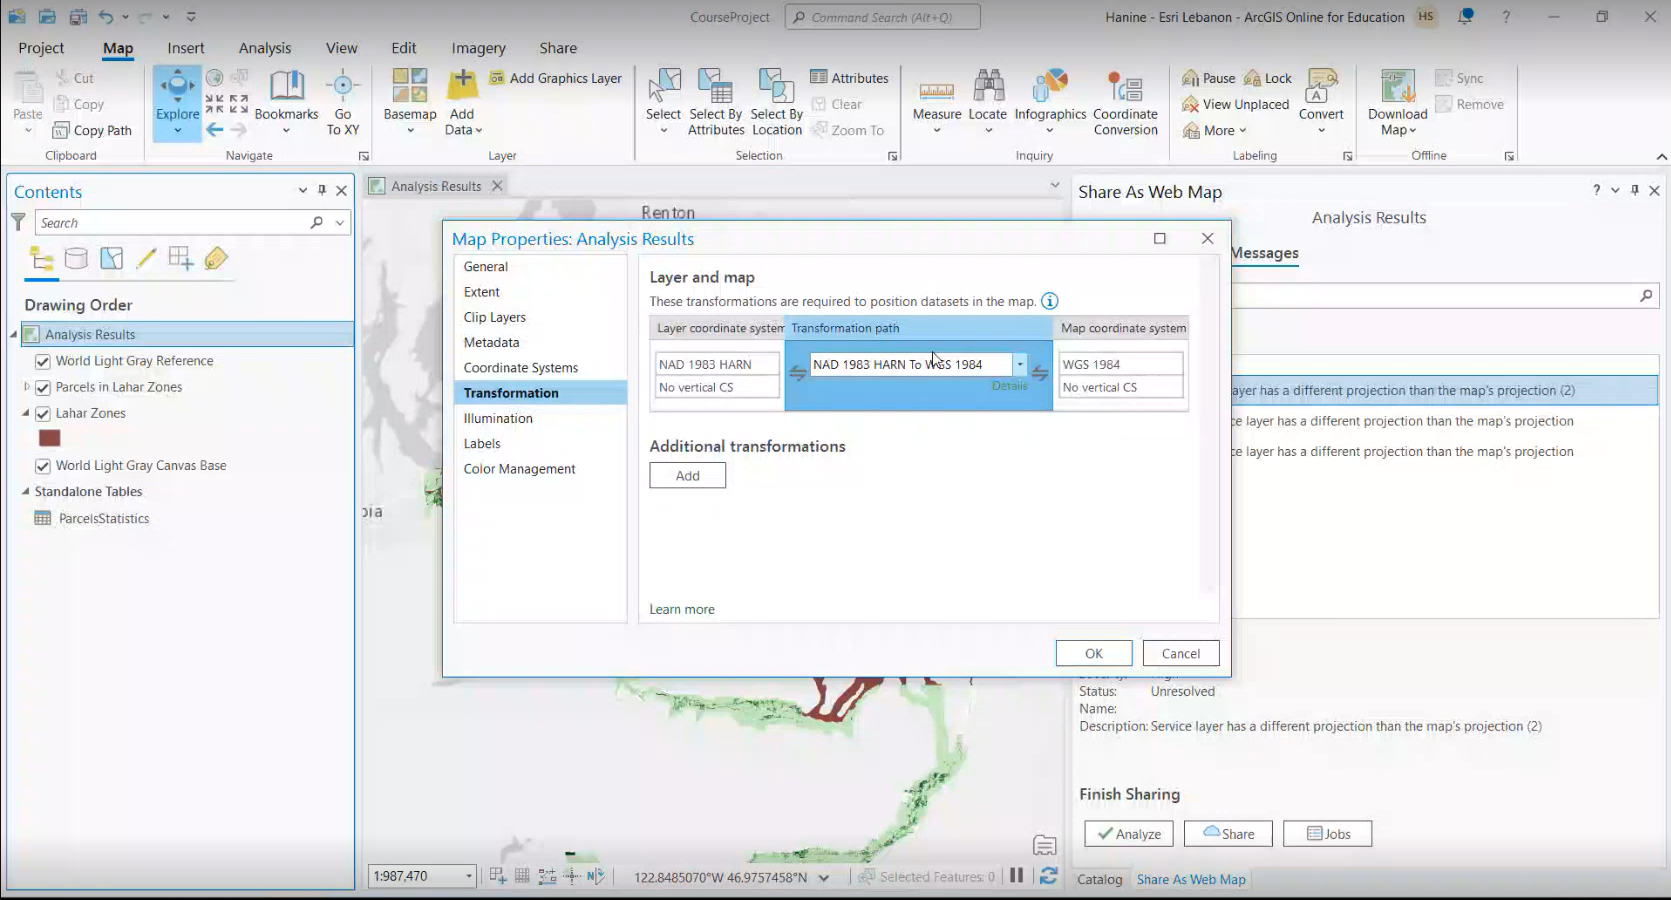 CourseProject
Command Search (Alt+Q)
Hanine - Esri Lebanon - ArcGIS Online for Education
HS
?
Project
Map
Insert
Analysis
View
Edit
Imagery
Share
Paste
Cut
Copy
Copy Path
Clipboard
Explore
Bookmarks
Go To XY
Navigate
Basemap
Add Data
Add Graphics Layer
Layer
Select
Select By Attributes
Select By Location
Attributes
Clear
Zoom To
Selection
Measure
Locate
Infographics
Coordinate Conversion
Inquiry
Pause
Lock
View Unplaced
More
Convert
Labeling
Download Map
Sync
Remove
Offline
Contents
Search
Drawing Order
Analysis Results
World Light Gray Reference
Parcels in Lahar Zones
Lahar Zones
World Light Gray Canvas Base
Standalone Tables
ParcelsStatistics
Analysis Results
Renton
bia
Map Properties: Analysis Results
General
Extent
Clip Layers
Metadata
Coordinate Systems
Transformation
Illumination
Labels
Color Management
Layer and map
These transformations are required to position datasets in the map.
Layer coordinate system
Transformation path
Map coordinate system
NAD 1983 HARN
NAD 1983 HARN To WGS 1984
WGS 1984
No vertical CS
Details
No vertical CS
Additional transformations
Add
Learn more
OK
Cancel
Share As Web Map
?
Analysis Results
Messages
ayer has a different projection than the map's projection (2)
ce layer has a different projection than the map's projection
ce layer has a different projection than the map's projection
Status: Unresolved
Name:
Description: Service layer has a different projection than the map's projection (2)
Finish Sharing
Analyze
Share
Jobs
1:987,470
122.8485070°W 46.9757458°N
Selected Features: 0
Catalog
Share As Web Map